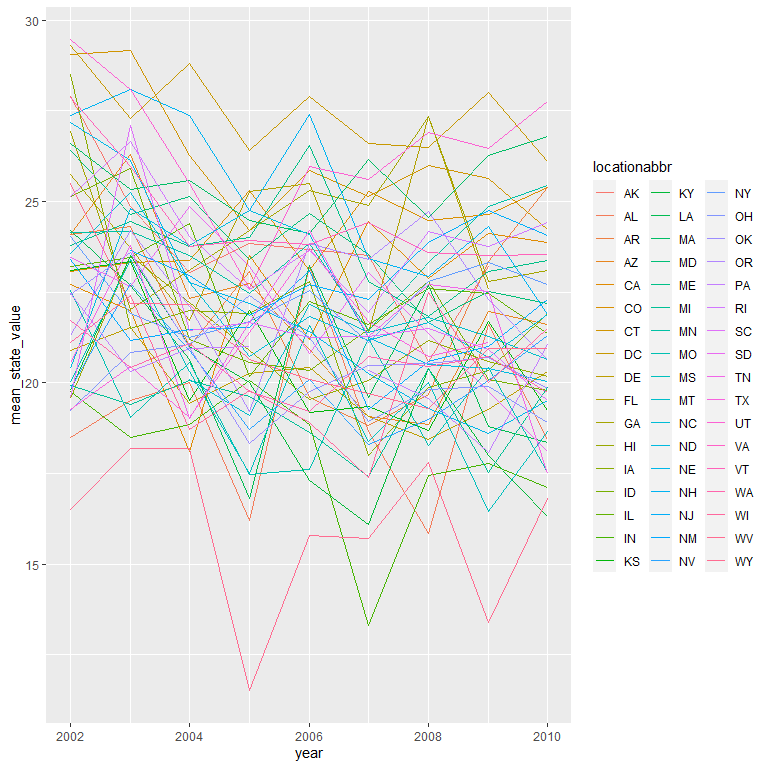 30
25
20
15
mean_state_value
2002
2004
2006
2008
2010
year
locationabbr
AK KY NY
AL LA OH
AR MA OK
AZ MD OR
CA ME PA
CO MI RI
CT MN SC
DC MO SD
DE MS TN
FL MT TX
GA NC UT
HI ND VA
IA NE VT
ID NH WA
IL NJ WI
IN NM WV
KS NV WY